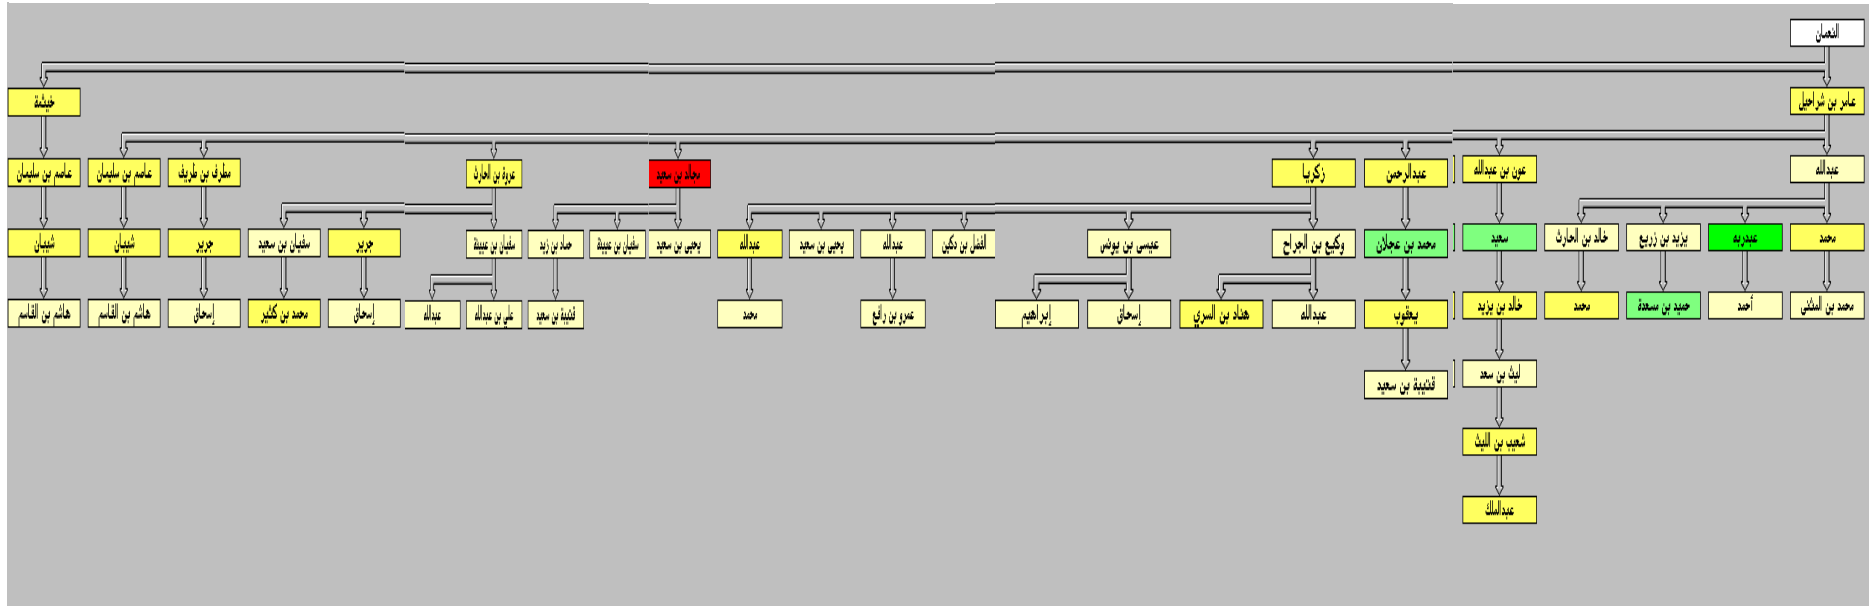 النعمان
عامر بن شراحيل
خيثمة
عبدالله
عون بن عبدالله
عبدالرحمن
زكريا
مجالد بن سعيد
عروة بن الحارث
مطرف بن طريف
عاصم بن سليمان
عاصم بن سليمان
محمد
عبدربه
يزيد بن زريع
خالد بن الحارث
سعيد
محمد بن عجلان
وكيع بن الجراح
عيسى بن يونس
الفضل بن دكين
عبدالله
يحيى بن سعيد
عبدالله
يحيى بن سعيد
سفيان بن عيينة
حماد بن زيد
سفيان بن عيينة
جرير
سفيان بن سعيد
جرير
شيبان
شيبان
محمد بن المثنى
أحمد
حميد بن مسعدة
محمد
خالد بن يزيد
يعقوب
عبدالله
هناد بن السري
إسحاق
إبراهيم
عمرو بن رافع
محمد
قتيبة بن سعيد
علي بن عبدالله
عبدالله
إسحاق
محمد بن كثير
إسحاق
هاشم بن القاسم
هاشم بن القاسم
ليث بن سعد
قتيبة بن سعيد
شعيب بن الليث
عبدالملك